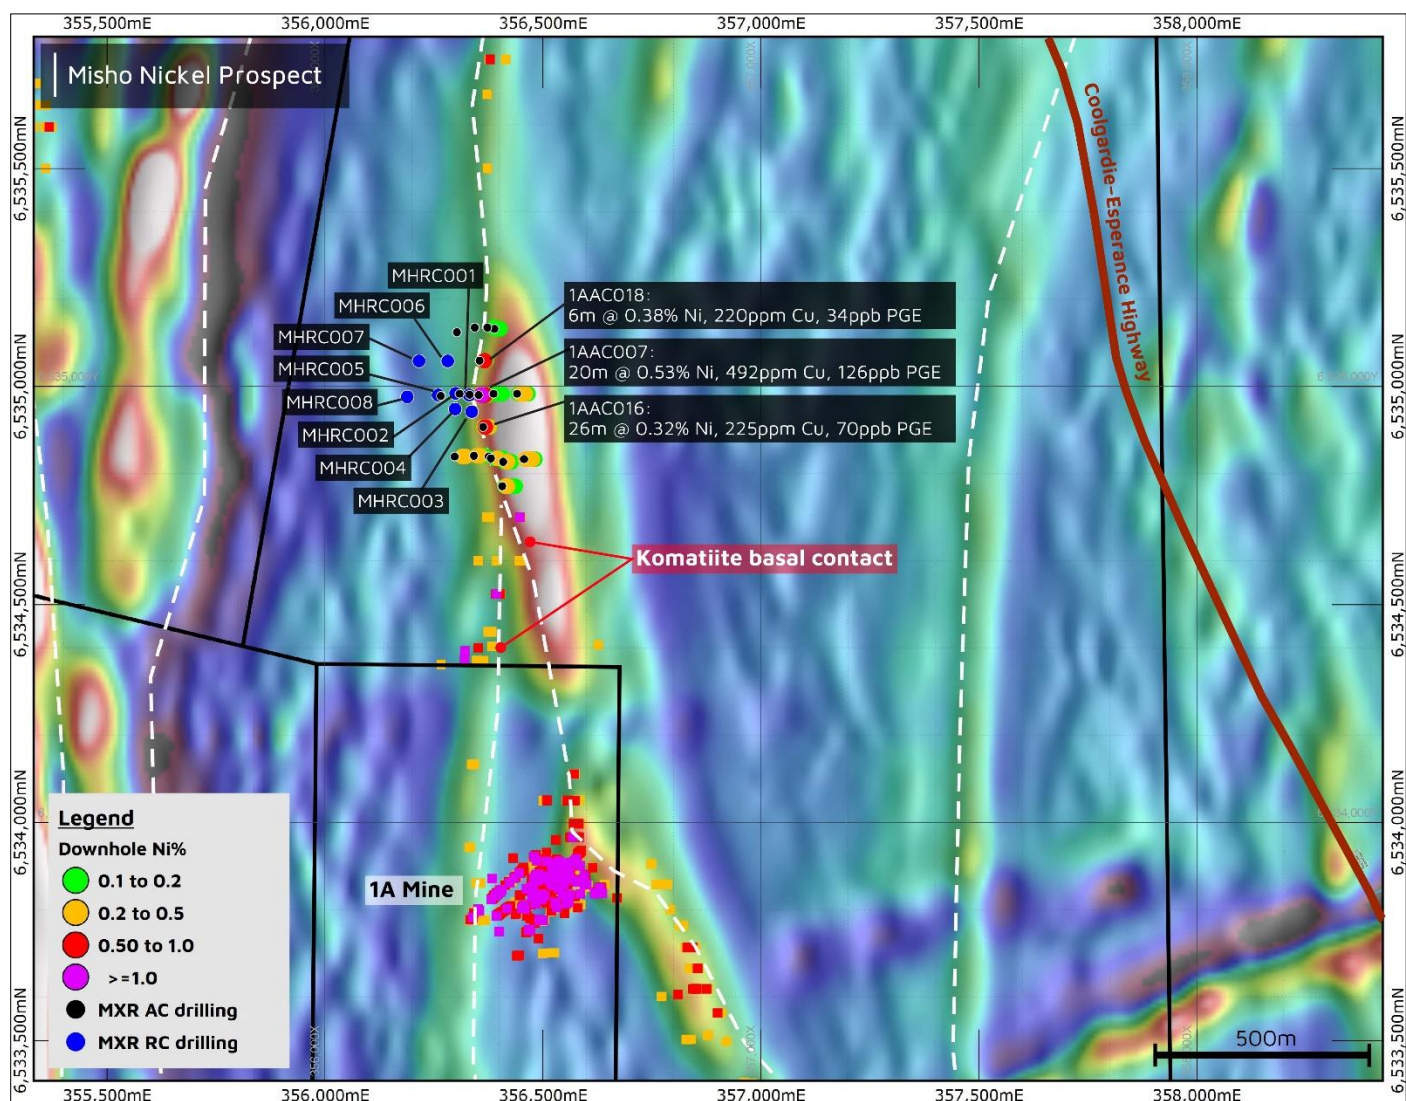 355,500mE 356,000mE 356,500mE 357,000mE 357,500mE 358,000mE
Misho Nickel Prospect
Coolgardie-Esperance Highway
6,535,500mN
6,535,500mN
MHRC001
MHRC006
MHRC007
MHRC005
MHRC008
MHRC002
MHRC004
MHRC003
1AAC018:
6m @ 0.38% Ni, 220ppm Cu, 34ppb PGE
1AAC007:
20m @ 0.53% Ni, 492ppm Cu, 126ppb PGE
1AAC016:
26m @ 0.32% Ni, 225ppm Cu, 70ppb PGE
6,535,000mN
6,535,000mN
Komatiite basal contact
6,534,500mN
6,534,500mN
6,534,000mN
6,534,000mN
1A Mine
Legend
Downhole Ni%
0.1 to 0.2
0.2 to 0.5
0.50 to 1.0
>=1.0
MXR AC drilling
MXR RC drilling
6,533,500mN
6,533,500mN
500m
355,500mE 356,000mE 356,500mE 357,000mE 357,500mE 358,000mE